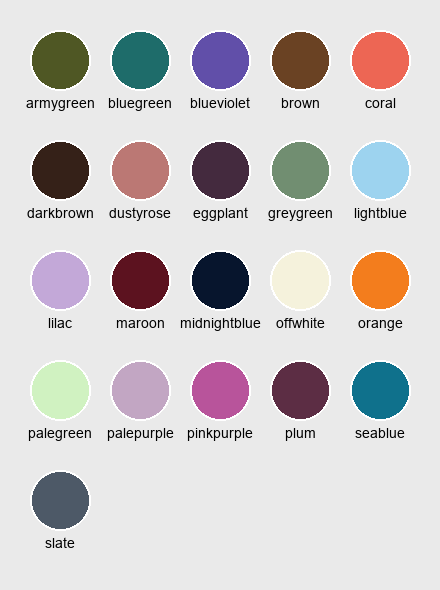 armygreen bluegreen blueviolet brown coral
darkbrown dustyrose eggplant greygreen lightblue
lilac maroon midnightblue offwhite orange
palegreen palepurple pinkpurple plum seablue
slate